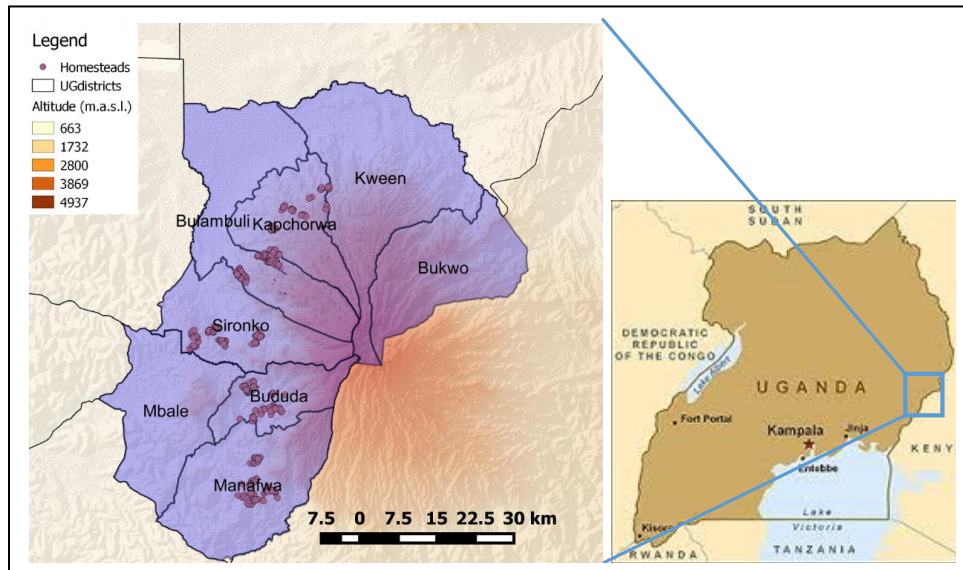 Legend
Homesteads
UGdistricts
Altitude (m.a.s.l.)
663
1732
2800
3869
4937
Kween
Bulambuli
Kapchorwa
Bukwo
Sironko
Bududa
Mbale
Manafwa
7.5 0 7.5 15 22.5 30 km
SOUTH
SUDAN
DEMOCRATIC
REPUBLIC
OF THE CONGO
Lake Albert
UGANDA
Fort Portal
Kampala
Jinja
Entebbe
KENY
Lake
Victoria
Kisoro
RWANDA
TANZANIA